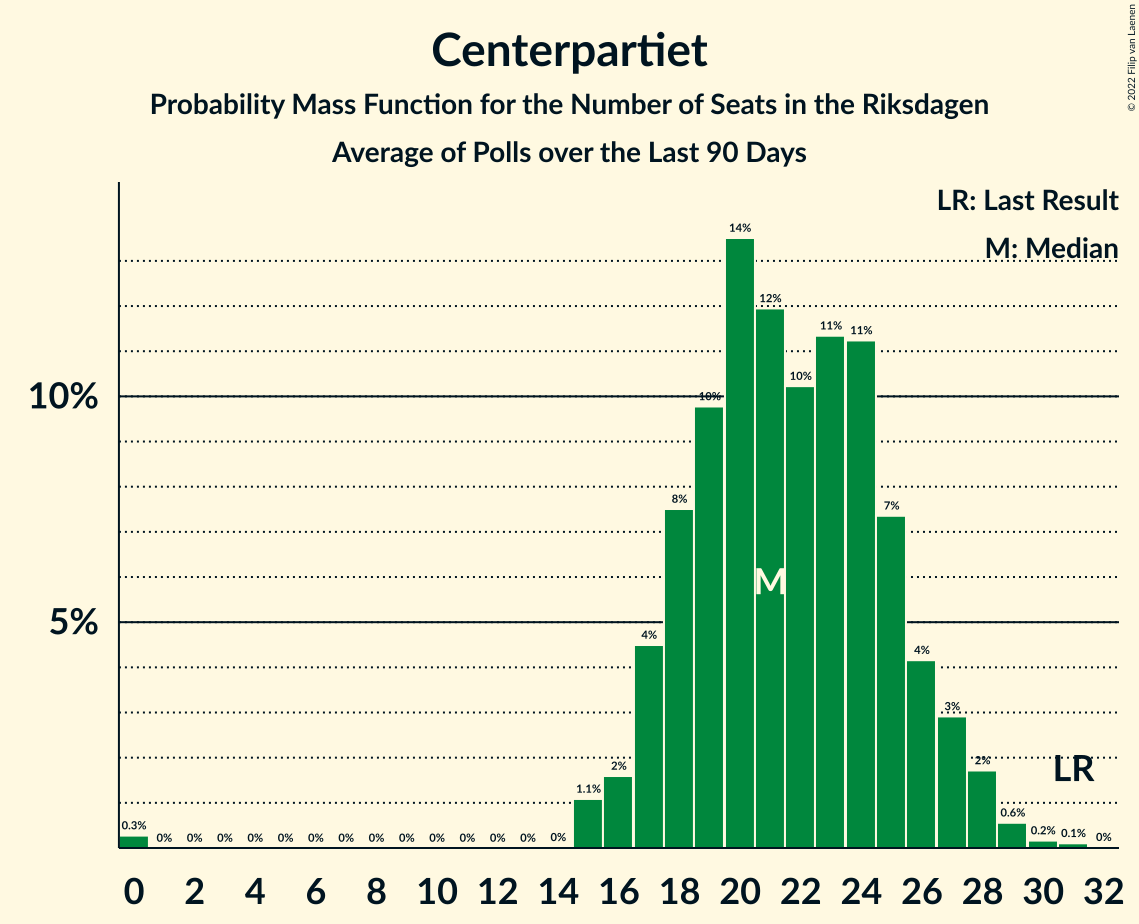 Centerpartiet
Probability Mass Function for the Number of Seats in the Riksdagen
Average of Polls over the Last 90 Days
© 2022 Filip van Laenen
LR: Last Result
M: Median
10%
5%
0.3% 0% 0% 0% 0% 0% 0% 0% 0% 0% 0% 0% 0% 0% 0% 1.1% 2% 4% 8% 10% 14% 12% 10% 11% 11% 7% 4% 3% 2% 0.6% 0.2% 0.1% 0%
M
LR
0 2 4 6 8 10 12 14 16 18 20 22 24 26 28 30 32